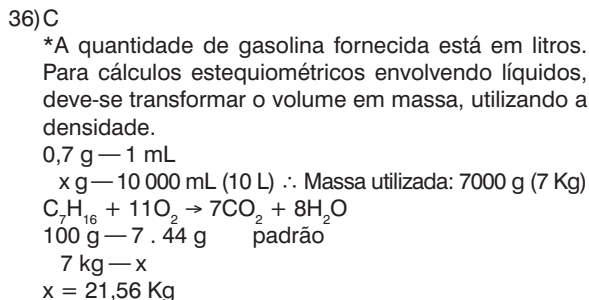 36) C
*A quantidade de gasolina fornecida está em litros.
Para cálculos estequiométricos envolvendo líquidos,
deve-se transformar o volume em massa, utilizando a
densidade.
0,7 g — 1 mL
x g — 10 000 mL (10 L) ∴ Massa utilizada: 7000 g (7 Kg)
C₇H₁₆ + 11O₂ → 7CO₂ + 8H₂O
100 g — 7 . 44 g padrão
7 kg — x
x = 21,56 Kg